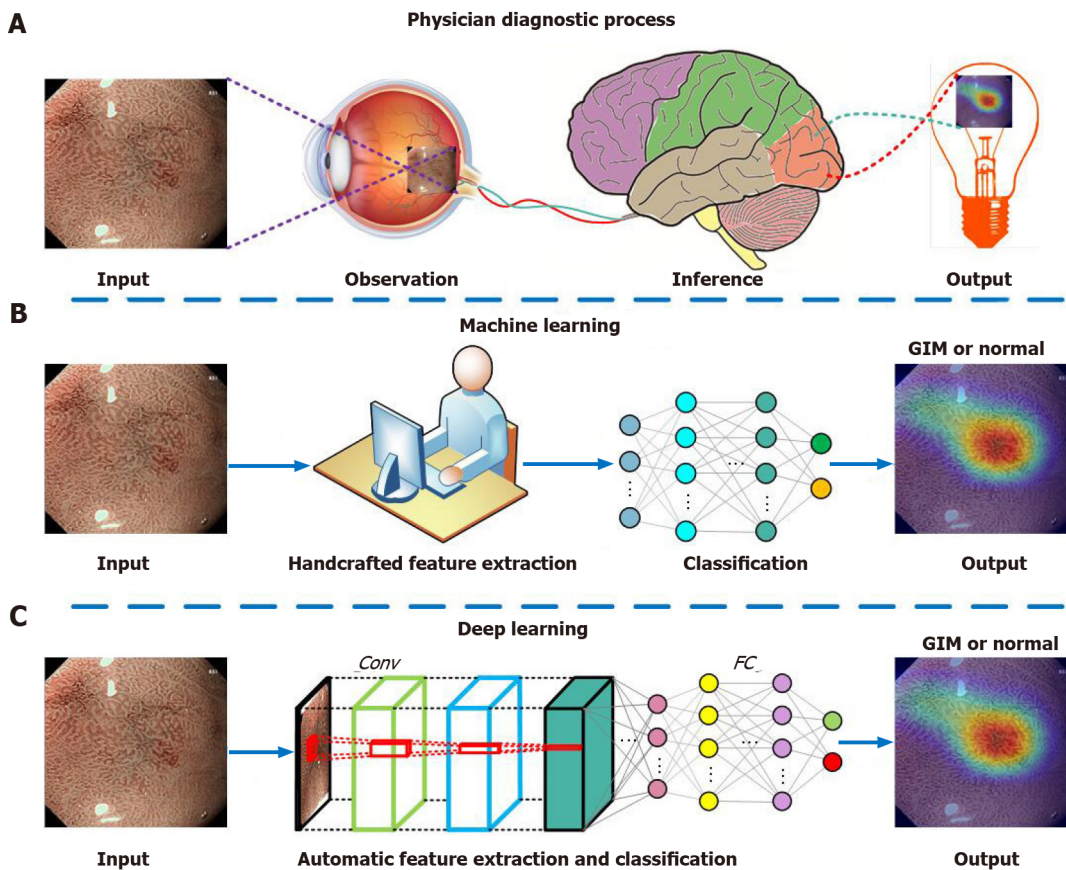 A
Physician diagnostic process
Input
Observation
Inference
Output
B
Machine learning
GIM or normal
Input
Handcrafted feature extraction
Classification
Output
C
Deep learning
GIM or normal
Conv
FC
Input
Automatic feature extraction and classification
Output